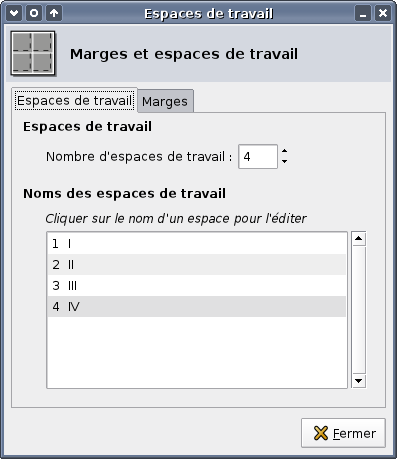 Espaces de travail
Marges et espaces de travail
Espaces de travail Marges
Espaces de travail
Nombre d'espaces de travail : 4
Noms des espaces de travail
Cliquer sur le nom d'un espace pour l'éditer
1 I
2 II
3 III
4 IV
Fermer